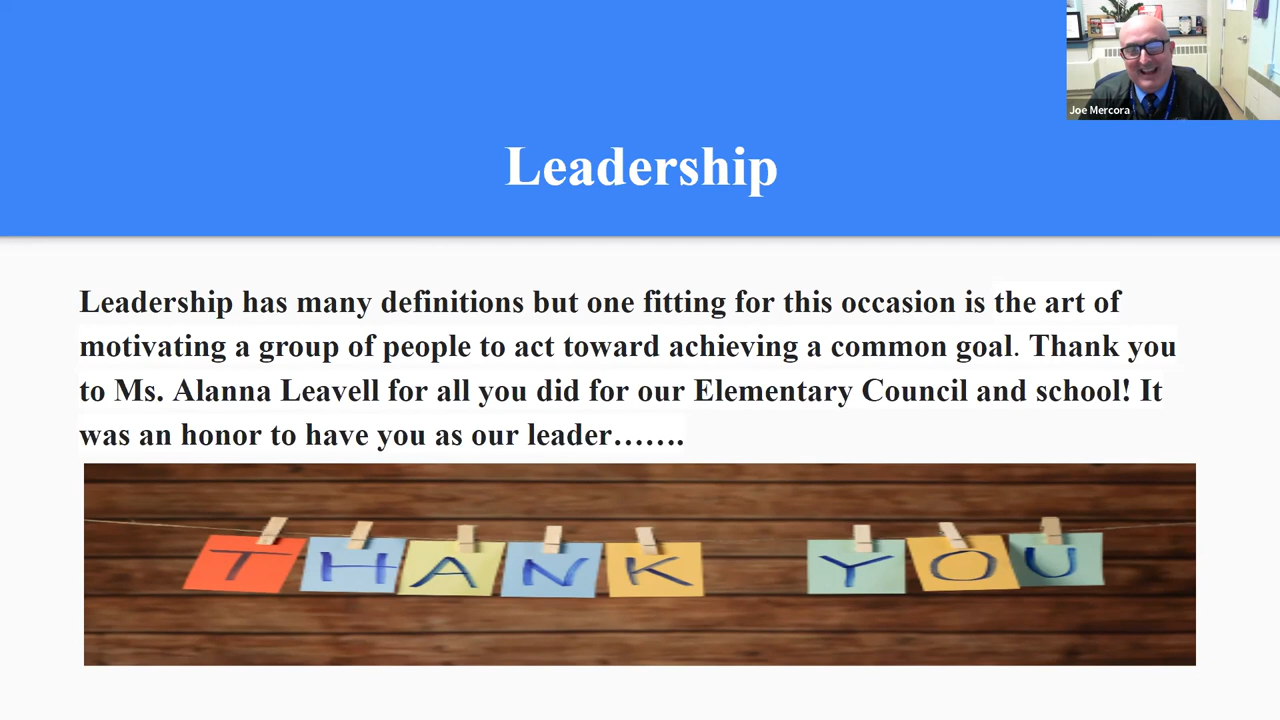 Joe Mercora
Leadership
Leadership has many definitions but one fitting for this occasion is the art of
motivating a group of people to act toward achieving a common goal. Thank you
to Ms. Alanna Leavell for all you did for our Elementary Council and school! It
was an honor to have you as our leader…….
THANK YOU